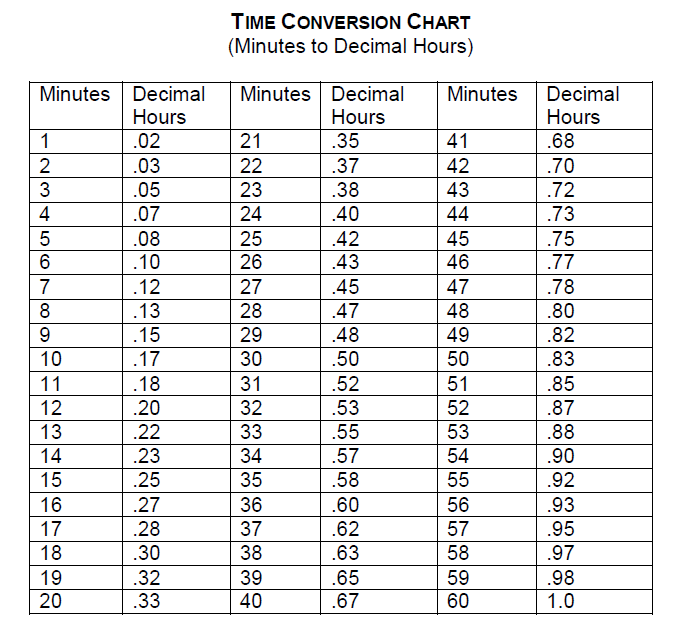 TIME CONVERSION CHART
(Minutes to Decimal Hours)
Minutes Decimal Hours Minutes Decimal Hours Minutes Decimal Hours
1 .02 21 .35 41 .68
2 .03 22 .37 42 .70
3 .05 23 .38 43 .72
4 .07 24 .40 44 .73
5 .08 25 .42 45 .75
6 .10 26 .43 46 .77
7 .12 27 .45 47 .78
8 .13 28 .47 48 .80
9 .15 29 .48 49 .82
10 .17 30 .50 50 .83
11 .18 31 .52 51 .85
12 .20 32 .53 52 .87
13 .22 33 .55 53 .88
14 .23 34 .57 54 .90
15 .25 35 .58 55 .92
16 .27 36 .60 56 .93
17 .28 37 .62 57 .95
18 .30 38 .63 58 .97
19 .32 39 .65 59 .98
20 .33 40 .67 60 1.0